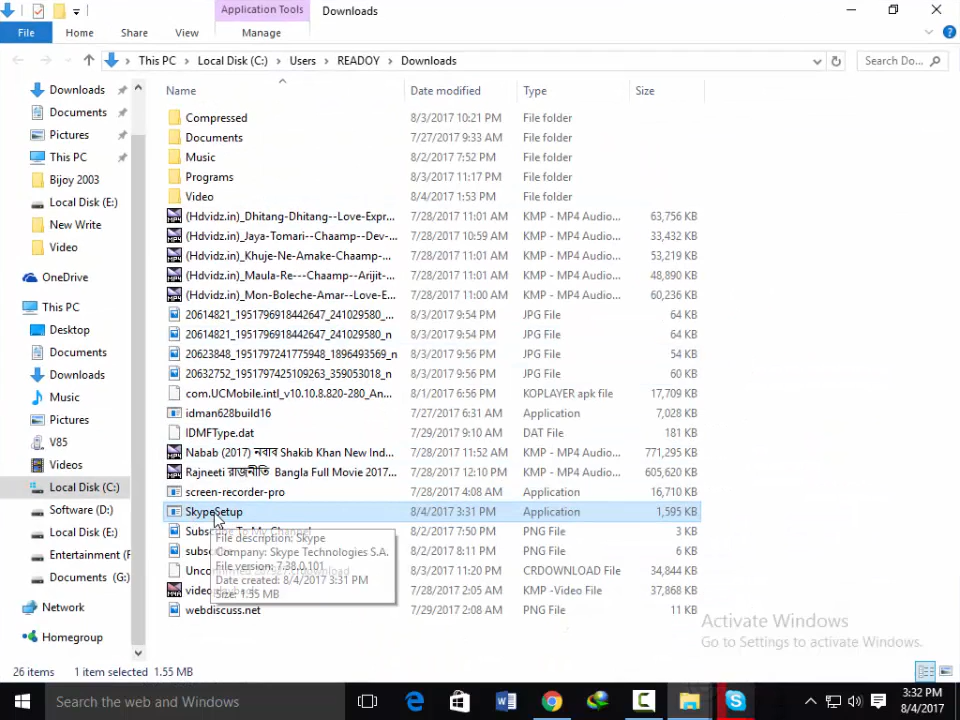 Application Tools Downloads
File Home Share View Manage
This PC Local Disk (C:) Users READOY Downloads Search Do...
Downloads
Documents
Pictures
This PC
Bijoy 2003
Local Disk (E:)
New Write
Video
OneDrive
This PC
Desktop
Documents
Downloads
Music
Pictures
V85
Videos
Local Disk (C:)
Software (D:)
Local Disk (E:)
Entertainment (F
Documents (G:)
Network
Homegroup
Name Date modified Type Size
Compressed 8/3/2017 10:21 PM File folder
Documents 7/27/2017 9:33 AM File folder
Music 8/2/2017 7:52 PM File folder
Programs 8/3/2017 11:17 PM File folder
Video 8/4/2017 1:53 PM File folder
(Hdvidz.in)_Dhitang-Dhitang--Love-Expr... 7/28/2017 11:01 AM KMP - MP4 Audio... 63,756 KB
(Hdvidz.in)_Jaya-Tomari--Chaamp--Dev-... 7/28/2017 10:59 AM KMP - MP4 Audio... 33,432 KB
(Hdvidz.in)_Khuje-Ne-Amake-Chaamp-... 7/28/2017 11:01 AM KMP - MP4 Audio... 53,219 KB
(Hdvidz.in)_Maula-Re---Chaamp--Arijit-... 7/28/2017 11:01 AM KMP - MP4 Audio... 48,890 KB
(Hdvidz.in)_Mon-Boleche-Amar--Love-E... 7/28/2017 11:00 AM KMP - MP4 Audio... 60,236 KB
20614821_1951796918442647_241029580_... 8/3/2017 9:54 PM JPG File 64 KB
20614821_1951796918442647_241029580_n 8/3/2017 9:54 PM JPG File 64 KB
20623848_1951797241775948_1896493569_n 8/3/2017 9:56 PM JPG File 54 KB
20632752_1951797425109263_359053018_n 8/3/2017 9:56 PM JPG File 60 KB
com.UCMobile.intl_v10.10.8.820-280_An... 8/1/2017 6:56 PM KOPLAYER apk file 17,709 KB
idman628build16 7/27/2017 6:31 AM Application 7,028 KB
IDMFType.dat 7/29/2017 9:10 AM DAT File 181 KB
Nabab (2017) নবাব Shakib Khan New Ind... 7/28/2017 11:52 AM KMP - MP4 Audio... 771,295 KB
Rajneeti রাজনীতি Bangla Full Movie 2017... 7/28/2017 12:10 PM KMP - MP4 Audio... 605,620 KB
screen-recorder-pro 7/28/2017 4:08 AM Application 16,710 KB
SkypeSetup 8/4/2017 3:31 PM Application 1,595 KB
Subscribe To My Channel 8/2/2017 7:50 PM PNG File 3 KB
File description: Skype
Company: Skype Technologies S.A.
File version: 7.38.0.101
Date created: 8/4/2017 3:31 PM
Size: 1.55 MB
8/2/2017 8:11 PM PNG File 6 KB
8/3/2017 11:20 PM CRDOWNLOAD File 34,844 KB
7/28/2017 2:05 AM KMP -Video File 37,868 KB
webdiscuss.net 7/29/2017 2:08 AM PNG File 11 KB
Activate Windows
Go to Settings to activate Windows.
26 items 1 item selected 1.55 MB
Search the web and Windows
3:32 PM
8/4/2017